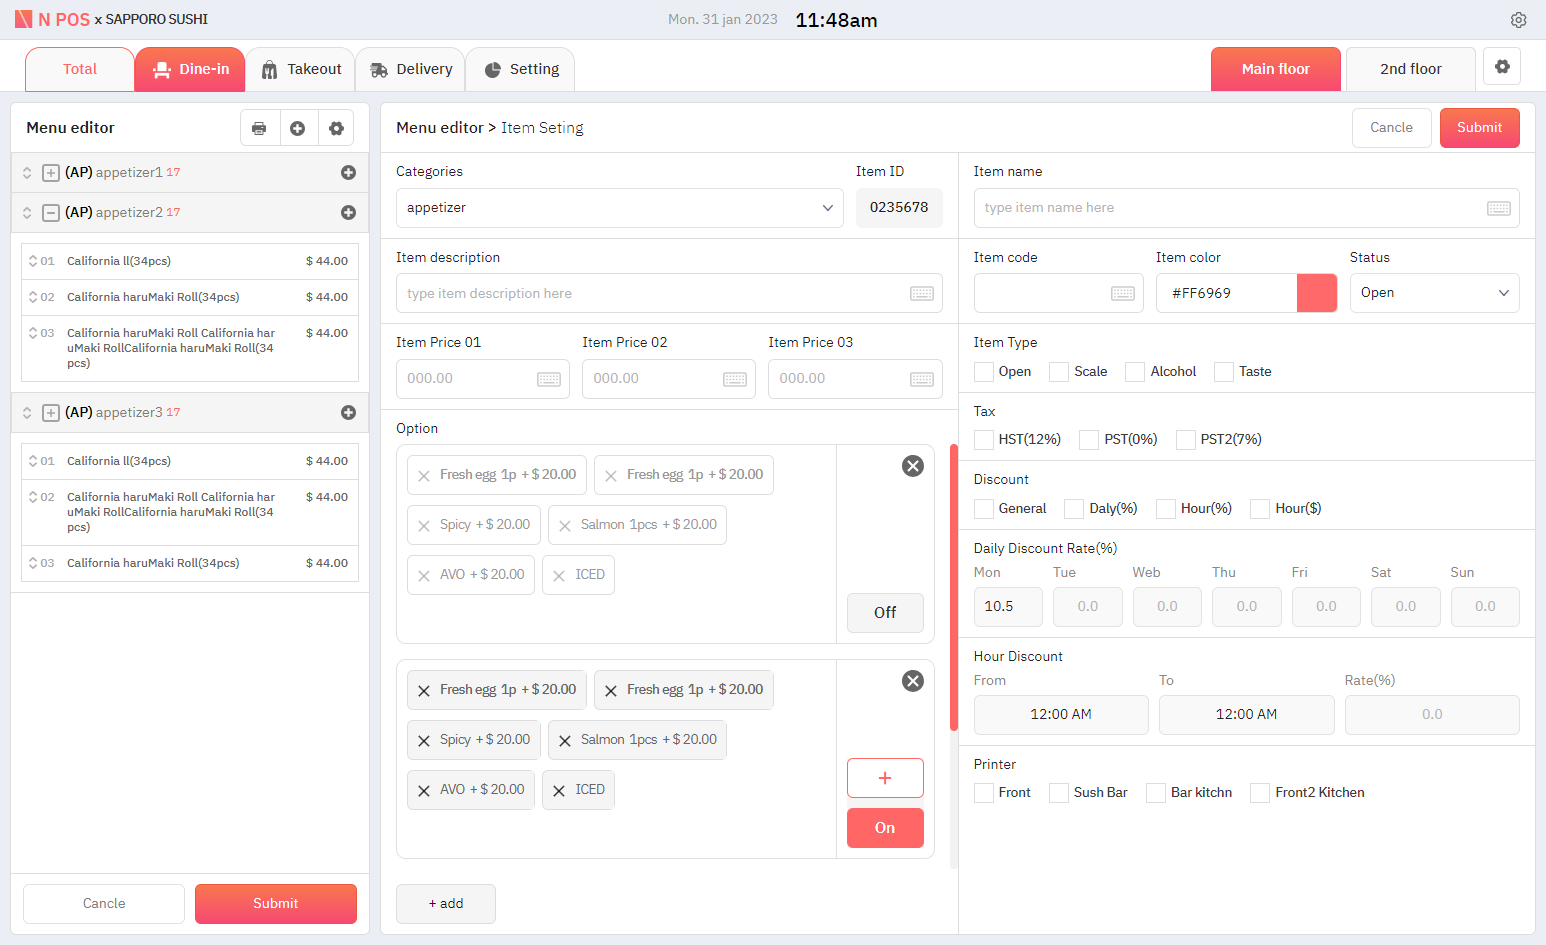 N POS x SAPPORO SUSHI
Mon. 31 jan 2023 11:48am
Total Dine-in Takeout Delivery Setting
Main floor 2nd floor
Menu editor
(AP) appetizer1 17
(AP) appetizer2 17
01 California ll(34pcs) $ 44.00
02 California haruMaki Roll(34pcs) $ 44.00
03 California haruMaki Roll California har $ 44.00
uMaki RollCalifornia haruMaki Roll(34
pcs)
(AP) appetizer3 17
01 California ll(34pcs) $ 44.00
02 California haruMaki Roll California har $ 44.00
uMaki RollCalifornia haruMaki Roll(34
pcs)
03 California haruMaki Roll(34pcs) $ 44.00
Cancle Submit
Menu editor > Item Seting
Cancle Submit
Categories Item ID
appetizer 0235678
Item description
type item description here
Item Price 01 Item Price 02 Item Price 03
000.00 000.00 000.00
Option
Fresh egg 1p + $ 20.00 Fresh egg 1p + $ 20.00
Spicy + $ 20.00 Salmon 1pcs + $ 20.00
AVO + $ 20.00 ICED
Off
Fresh egg 1p + $ 20.00 Fresh egg 1p + $ 20.00
Spicy + $ 20.00 Salmon 1pcs + $ 20.00
AVO + $ 20.00 ICED
+
On
+ add
Item name
type item name here
Item code Item color Status
#FF6969 Open
Item Type
Open Scale Alcohol Taste
Tax
HST(12%) PST(0%) PST2(7%)
Discount
General Daly(%) Hour(%) Hour($)
Daily Discount Rate(%)
Mon Tue Web Thu Fri Sat Sun
10.5 0.0 0.0 0.0 0.0 0.0 0.0
Hour Discount
From To Rate(%)
12:00 AM 12:00 AM 0.0
Printer
Front Sush Bar Bar kitchn Front2 Kitchen